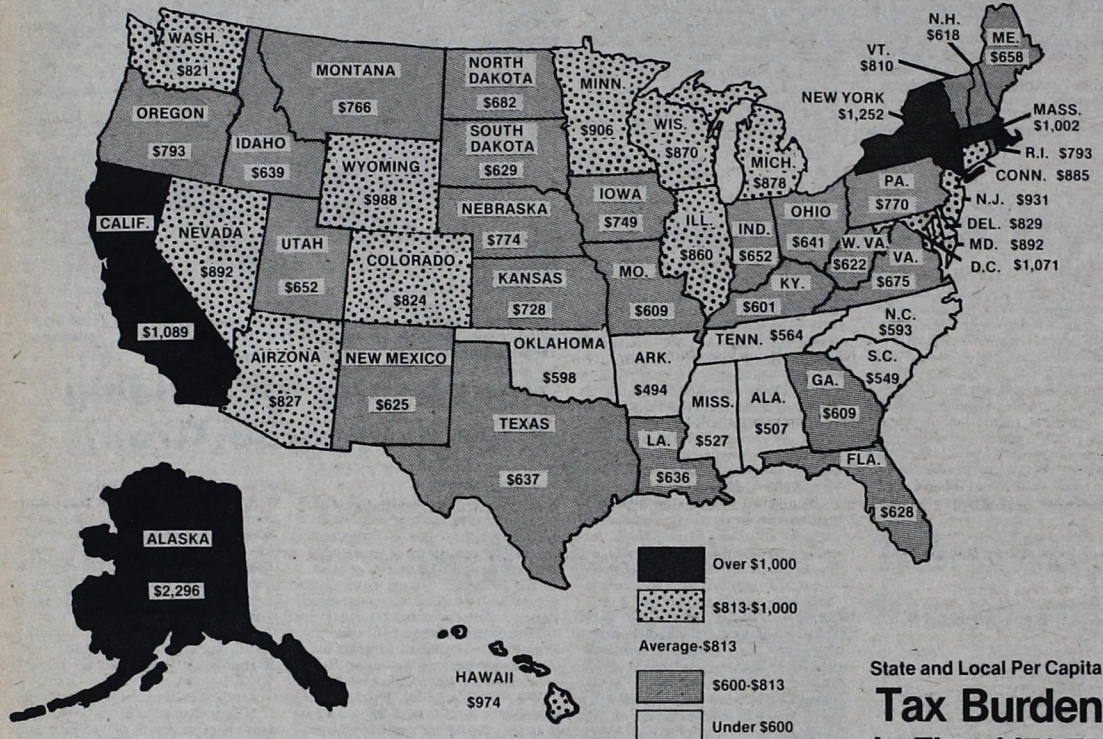 WASH.
$821
OREGON
$793
CALIF.
$1,089
NEVADA
$892
IDAHO
$639
MONTANA
$766
WYOMING
$988
UTAH
$652
COLORADO
$824
AIRZONA
$827
NEW MEXICO
$625
NORTH
DAKOTA
$682
SOUTH
DAKOTA
$629
NEBRASKA
$774
KANSAS
$728
OKLAHOMA
$598
TEXAS
$637
MINN.
$906
IOWA
$749
MO.
$609
ARK.
$494
LA.
$636
WIS.
$870
ILL.
$860
MICH.
$878
IND.
$652
OHIO
$641
KY.
$601
TENN. $564
MISS.
$527
ALA.
$507
GA.
$609
FLA.
$628
S.C.
$549
N.C.
$593
VA.
$675
W. VA.
$622
PA.
$770
NEW YORK
$1,252
VT.
$810
N.H.
$618
ME.
$658
MASS.
$1,002
R.I. $793
CONN. $885
N.J. $931
DEL. $829
MD. $892
D.C. $1,071
ALASKA
$2,296
HAWAII
$974
Over $1,000
$813-$1,000
Average-$813
$600-$813
Under $600
State and Local Per Capita
Tax Burden